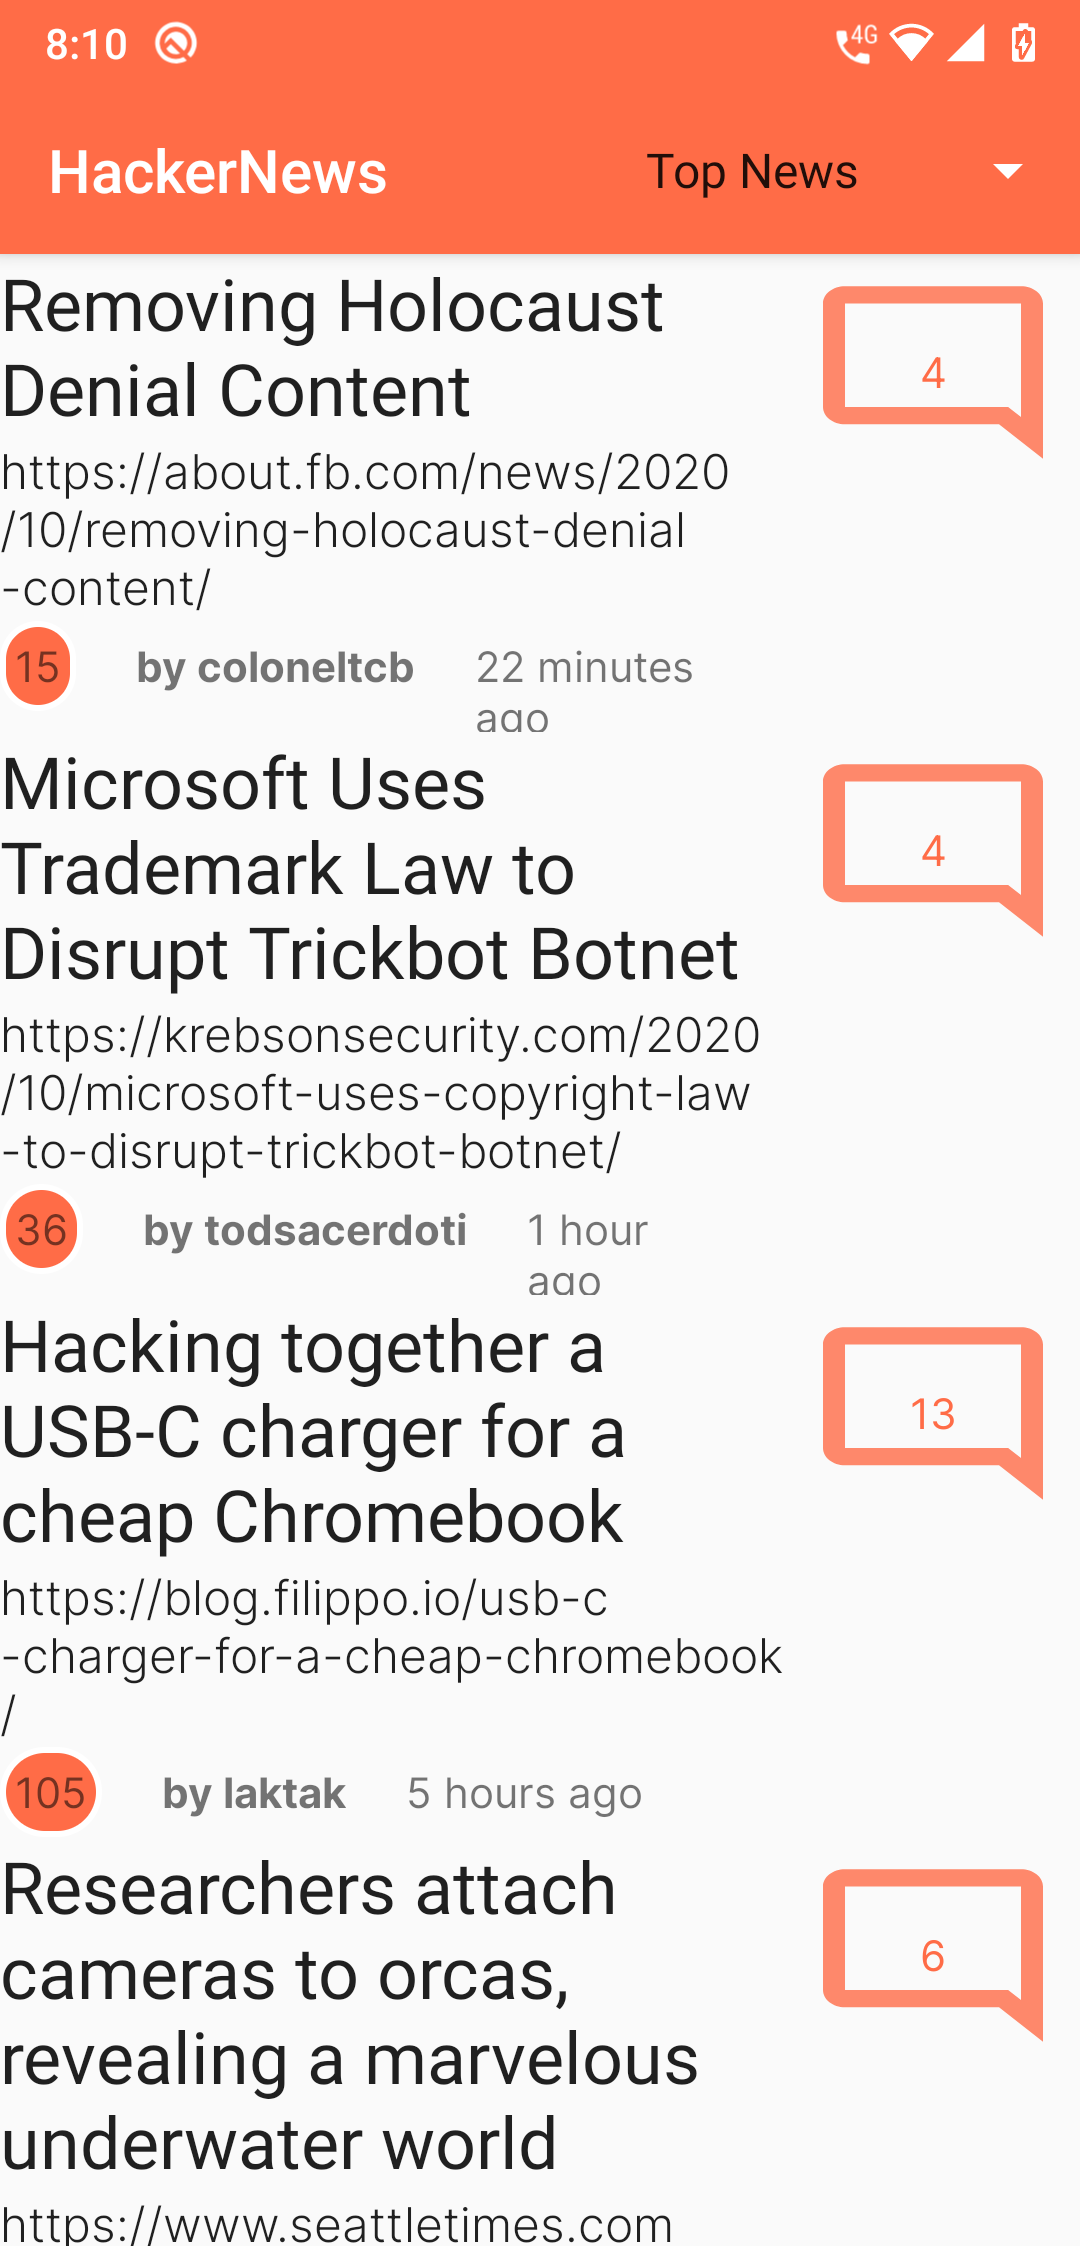 8:10
4G
HackerNews
Top News
Removing Holocaust
Denial Content
4
https://about.fb.com/news/2020
/10/removing-holocaust-denial
-content/
15 by coloneltcb 22 minutes
ago
Microsoft Uses
Trademark Law to
Disrupt Trickbot Botnet
4
https://krebsonsecurity.com/2020
/10/microsoft-uses-copyright-law
-to-disrupt-trickbot-botnet/
36 by todsacerdoti 1 hour
ago
Hacking together a
USB-C charger for a
cheap Chromebook
13
https://blog.filippo.io/usb-c
-charger-for-a-cheap-chromebook
/
105 by laktak 5 hours ago
Researchers attach
cameras to orcas,
revealing a marvelous
underwater world
6
https://www.seattletimes.com